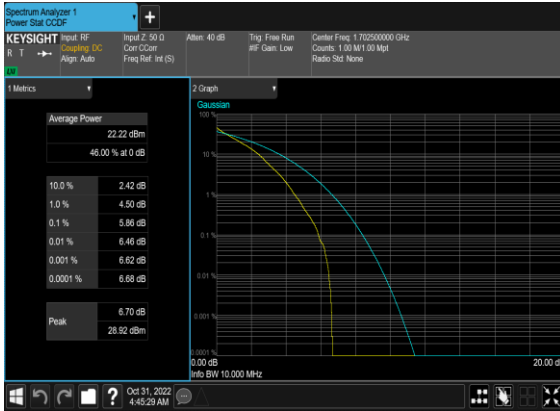 Spectrum Analyzer 1
Power Stat CCDF
+
KEYSIGHT
R T
Input: RF
Coupling: DC
Align: Auto
Input Z: 50 Ω
Corr CCorr
Freq Ref: Int (S)
Atten: 40 dB
Trig: Free Run
#IF Gain: Low
Center Freq: 1.702500000 GHz
Counts: 1.00 M/1.00 Mpt
Radio Std: None
1 Metrics
Average Power
22.22 dBm
46.00 % at 0 dB
10.0 % 2.42 dB
1.0 % 4.50 dB
0.1 % 5.86 dB
0.01 % 6.46 dB
0.001 % 6.62 dB
0.0001 % 6.68 dB
Peak
6.70 dB
28.92 dBm
2 Graph
Gaussian
100 %
10 %
1 %
0.1 %
0.01 %
0.001 %
0.0001 %
0.00 dB
20.00 d
Info BW 10.000 MHz
?
Oct 31, 2022
4:45:29 AM